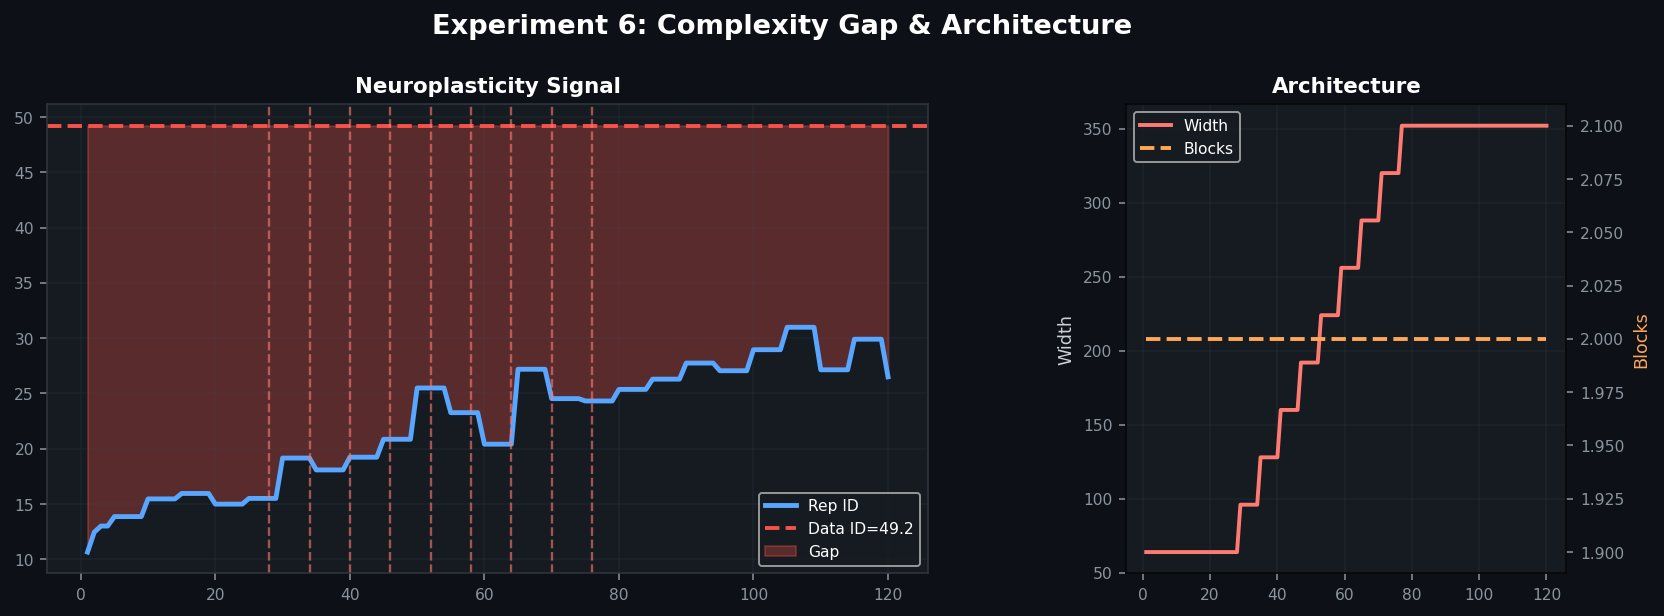 Experiment 6: Complexity Gap & Architecture
Neuroplasticity Signal
50
45
40
35
30
25
20
15
10
0 20 40 60 80 100 120
Rep ID
Data ID=49.2
Gap
Architecture
Width
Blocks
Width
350
300
250
200
150
100
50
0 20 40 60 80 100 120
2.100
2.075
2.050
2.025
2.000
1.975
1.950
1.925
1.900
Blocks